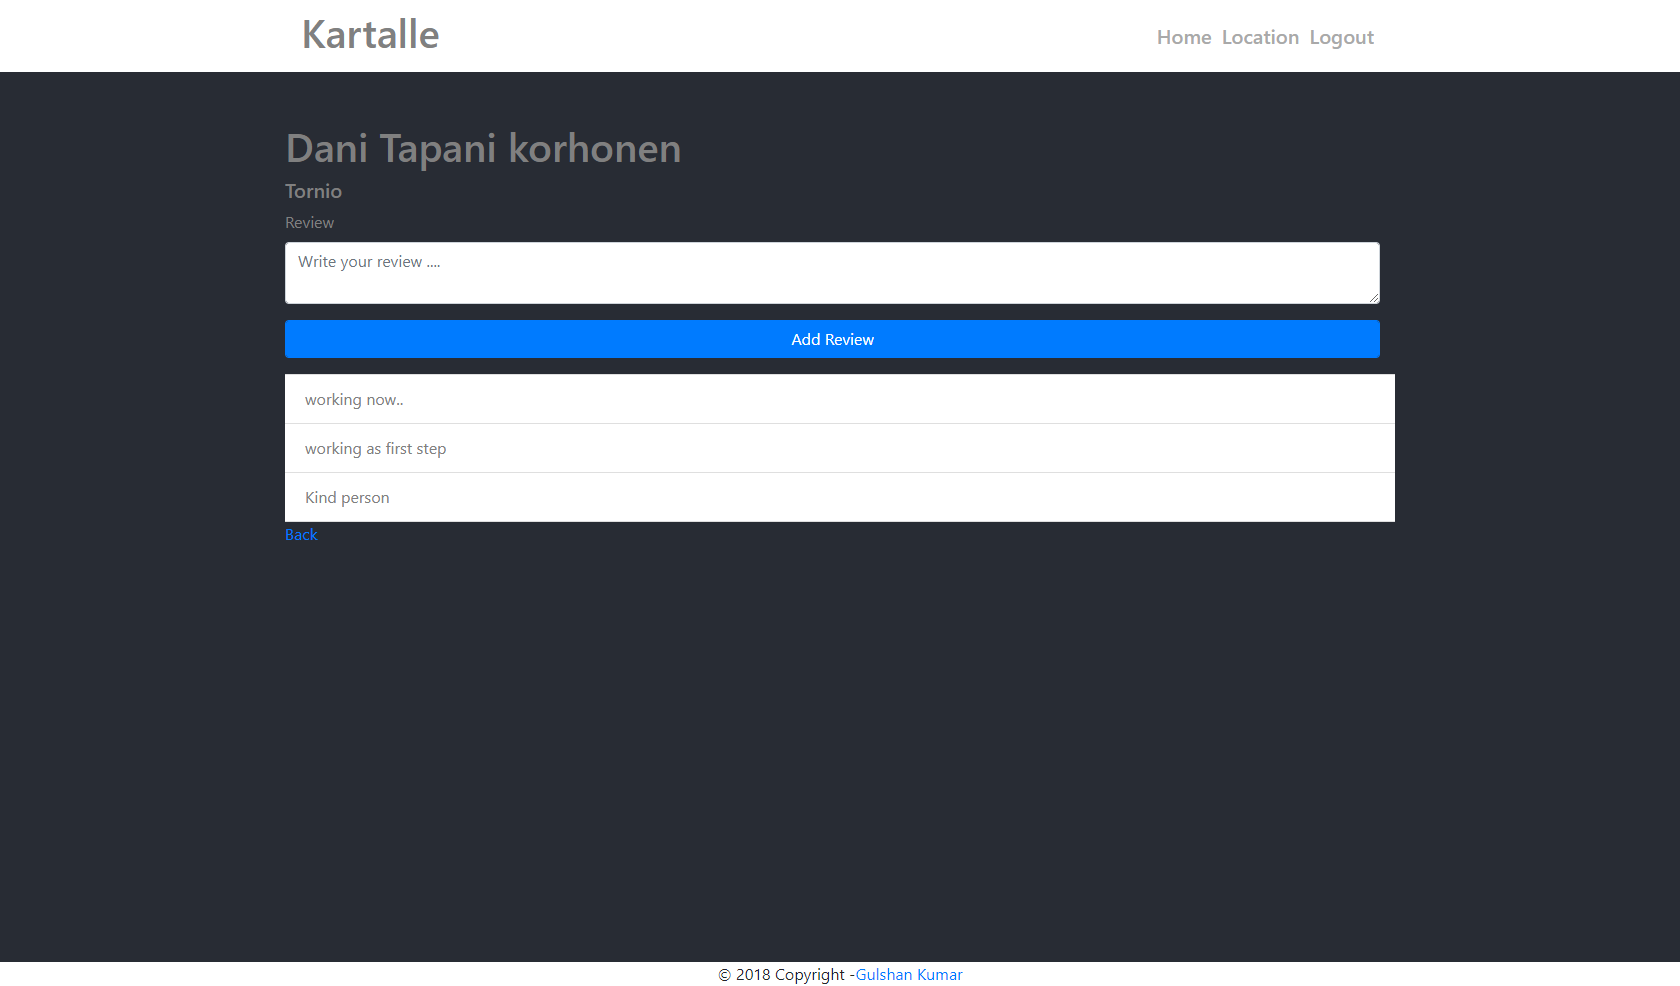 Kartalle
Home Location Logout
Dani Tapani korhonen
Tornio
Review
Write your review ....
Add Review
working now..
working as first step
Kind person
Back
© 2018 Copyright -Gulshan Kumar